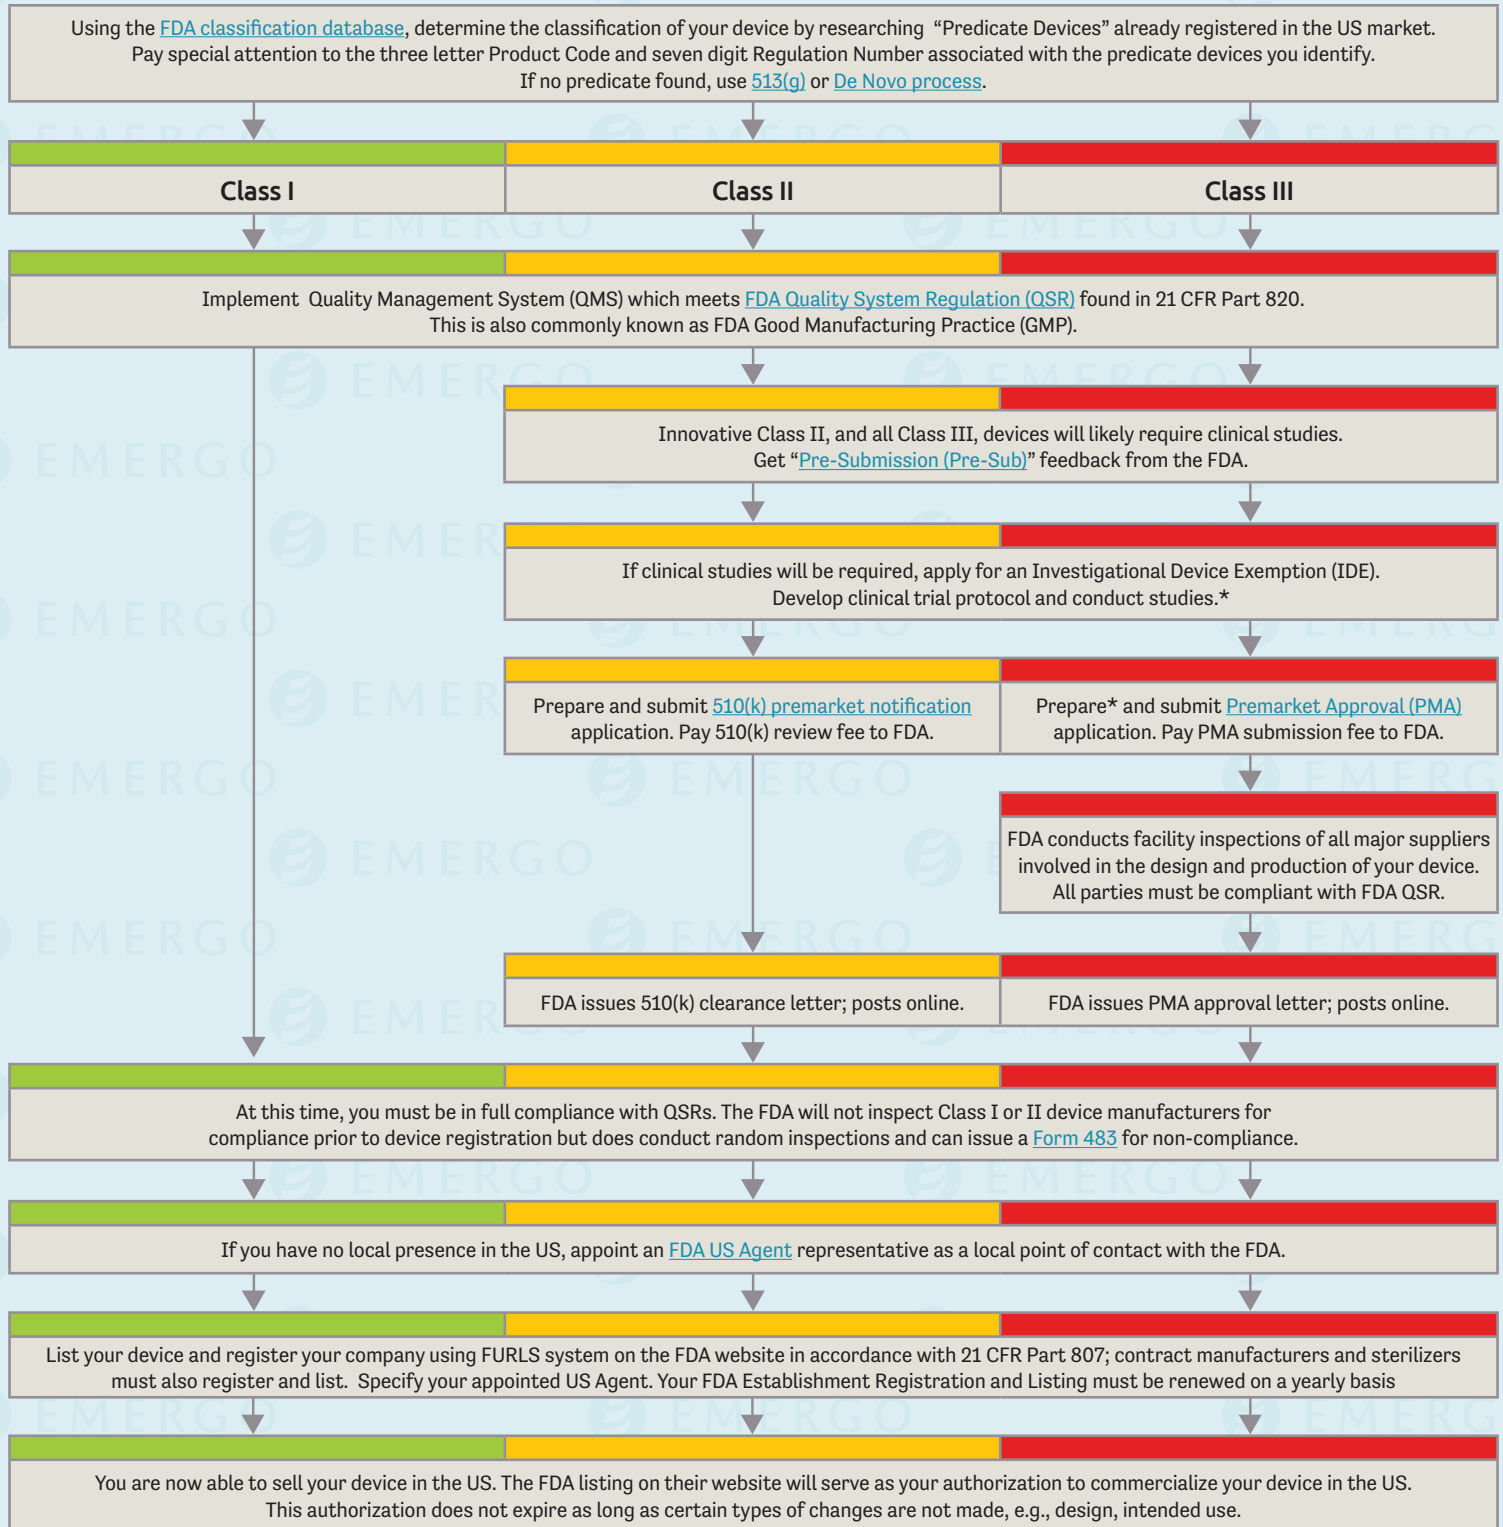 Using the FDA classification database, determine the classification of your device by researching “Predicate Devices” already registered in the US market.
Pay special attention to the three letter Product Code and seven digit Regulation Number associated with the predicate devices you identify.
If no predicate found, use 513(g) or De Novo process.
Class I
Class II
Class III
Implement Quality Management System (QMS) which meets FDA Quality System Regulation (QSR) found in 21 CFR Part 820.
This is also commonly known as FDA Good Manufacturing Practice (GMP).
Innovative Class II, and all Class III, devices will likely require clinical studies.
Get “Pre-Submission (Pre-Sub)” feedback from the FDA.
If clinical studies will be required, apply for an Investigational Device Exemption (IDE).
Develop clinical trial protocol and conduct studies.*
Prepare and submit 510(k) premarket notification
application. Pay 510(k) review fee to FDA.
Prepare* and submit Premarket Approval (PMA)
application. Pay PMA submission fee to FDA.
FDA conducts facility inspections of all major suppliers
involved in the design and production of your device.
All parties must be compliant with FDA QSR.
FDA issues 510(k) clearance letter; posts online.
FDA issues PMA approval letter; posts online.
At this time, you must be in full compliance with QSRs. The FDA will not inspect Class I or II device manufacturers for
compliance prior to device registration but does conduct random inspections and can issue a Form 483 for non-compliance.
If you have no local presence in the US, appoint an FDA US Agent representative as a local point of contact with the FDA.
List your device and register your company using FURLS system on the FDA website in accordance with 21 CFR Part 807; contract manufacturers and sterilizers
must also register and list. Specify your appointed US Agent. Your FDA Establishment Registration and Listing must be renewed on a yearly basis
You are now able to sell your device in the US. The FDA listing on their website will serve as your authorization to commercialize your device in the US.
This authorization does not expire as long as certain types of changes are not made, e.g., design, intended use.
EMERGO